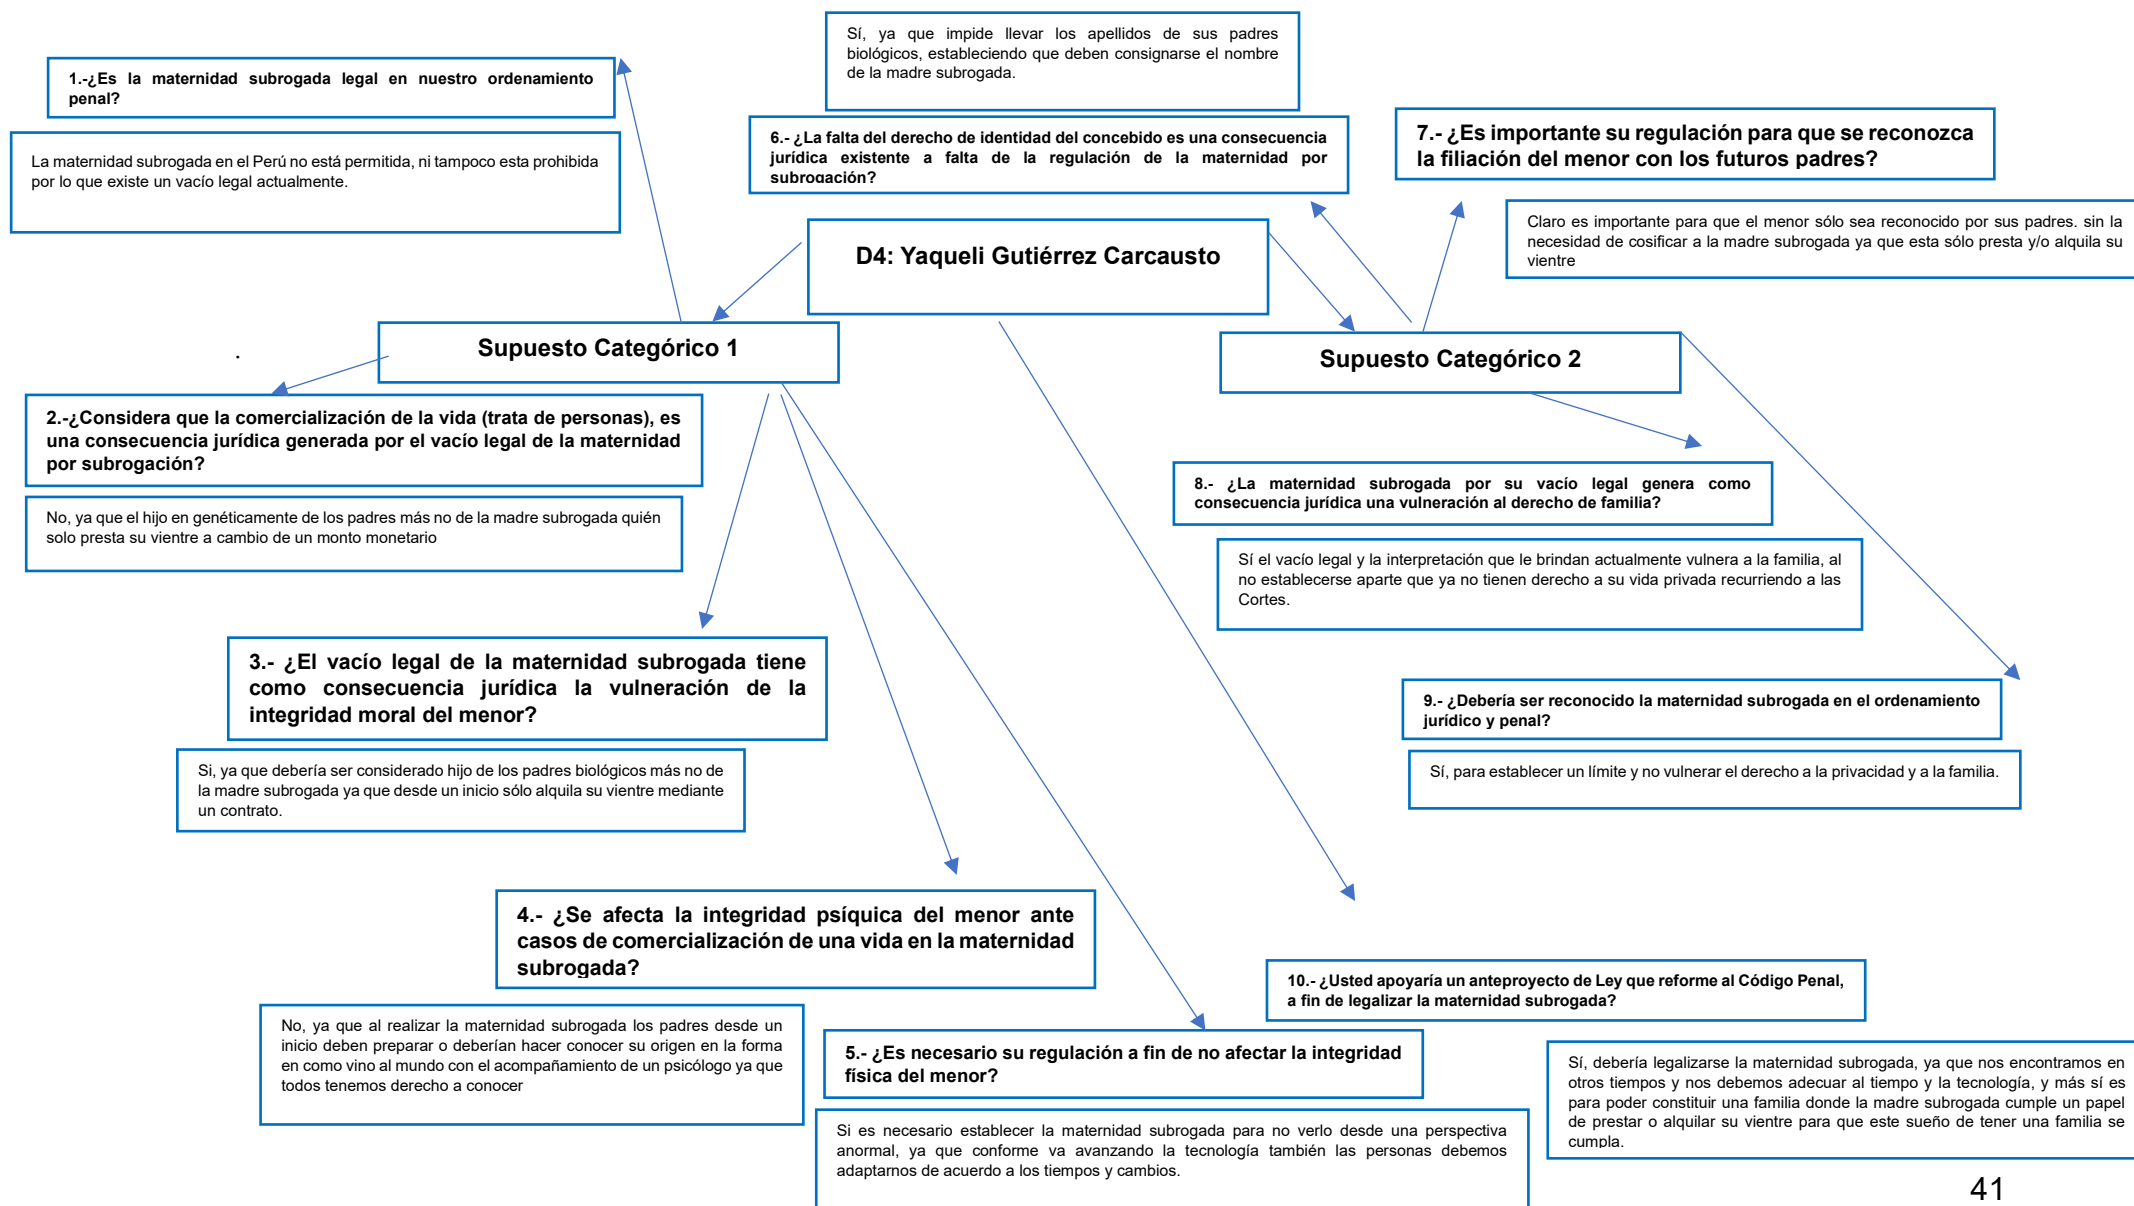 1.-¿Es la maternidad subrogada legal en nuestro ordenamiento
penal?
La maternidad subrogada en el Perú no está permitida, ni tampoco esta prohibida
por lo que existe un vacío legal actualmente.
Sí, ya que impide llevar los apellidos de sus padres
biológicos, estableciendo que deben consignarse el nombre
de la madre subrogada.
6.- ¿La falta del derecho de identidad del concebido es una consecuencia
jurídica existente a falta de la regulación de la maternidad por
subrogación?
7.- ¿Es importante su regulación para que se reconozca
la filiación del menor con los futuros padres?
Claro es importante para que el menor sólo sea reconocido por sus padres. sin la
necesidad de cosificar a la madre subrogada ya que esta sólo presta y/o alquila su
vientre
D4: Yaqueli Gutiérrez Carcausto
Supuesto Categórico 1
.
Supuesto Categórico 2
2.-¿Considera que la comercialización de la vida (trata de personas), es
una consecuencia jurídica generada por el vacío legal de la maternidad
por subrogación?
No, ya que el hijo en genéticamente de los padres más no de la madre subrogada quién
solo presta su vientre a cambio de un monto monetario
8.- ¿La maternidad subrogada por su vacío legal genera como
consecuencia jurídica una vulneración al derecho de familia?
Sí el vacío legal y la interpretación que le brindan actualmente vulnera a la familia, al
no establecerse aparte que ya no tienen derecho a su vida privada recurriendo a las
Cortes.
3.- ¿El vacío legal de la maternidad subrogada tiene
como consecuencia jurídica la vulneración de la
integridad moral del menor?
Si, ya que debería ser considerado hijo de los padres biológicos más no de
la madre subrogada ya que desde un inicio sólo alquila su vientre mediante
un contrato.
9.- ¿Debería ser reconocido la maternidad subrogada en el ordenamiento
jurídico y penal?
Sí, para establecer un límite y no vulnerar el derecho a la privacidad y a la familia.
4.- ¿Se afecta la integridad psíquica del menor ante
casos de comercialización de una vida en la maternidad
subrogada?
No, ya que al realizar la maternidad subrogada los padres desde un
inicio deben preparar o deberían hacer conocer su origen en la forma
en como vino al mundo con el acompañamiento de un psicólogo ya que
todos tenemos derecho a conocer
5.- ¿Es necesario su regulación a fin de no afectar la integridad
física del menor?
Si es necesario establecer la maternidad subrogada para no verlo desde una perspectiva
anormal, ya que conforme va avanzando la tecnología también las personas debemos
adaptarnos de acuerdo a los tiempos y cambios.
10.- ¿Usted apoyaría un anteproyecto de Ley que reforme al Código Penal,
a fin de legalizar la maternidad subrogada?
Sí, debería legalizarse la maternidad subrogada, ya que nos encontramos en
otros tiempos y nos debemos adecuar al tiempo y la tecnología, y más sí es
para poder constituir una familia donde la madre subrogada cumple un papel
de prestar o alquilar su vientre para que este sueño de tener una familia se
cumpla.
41